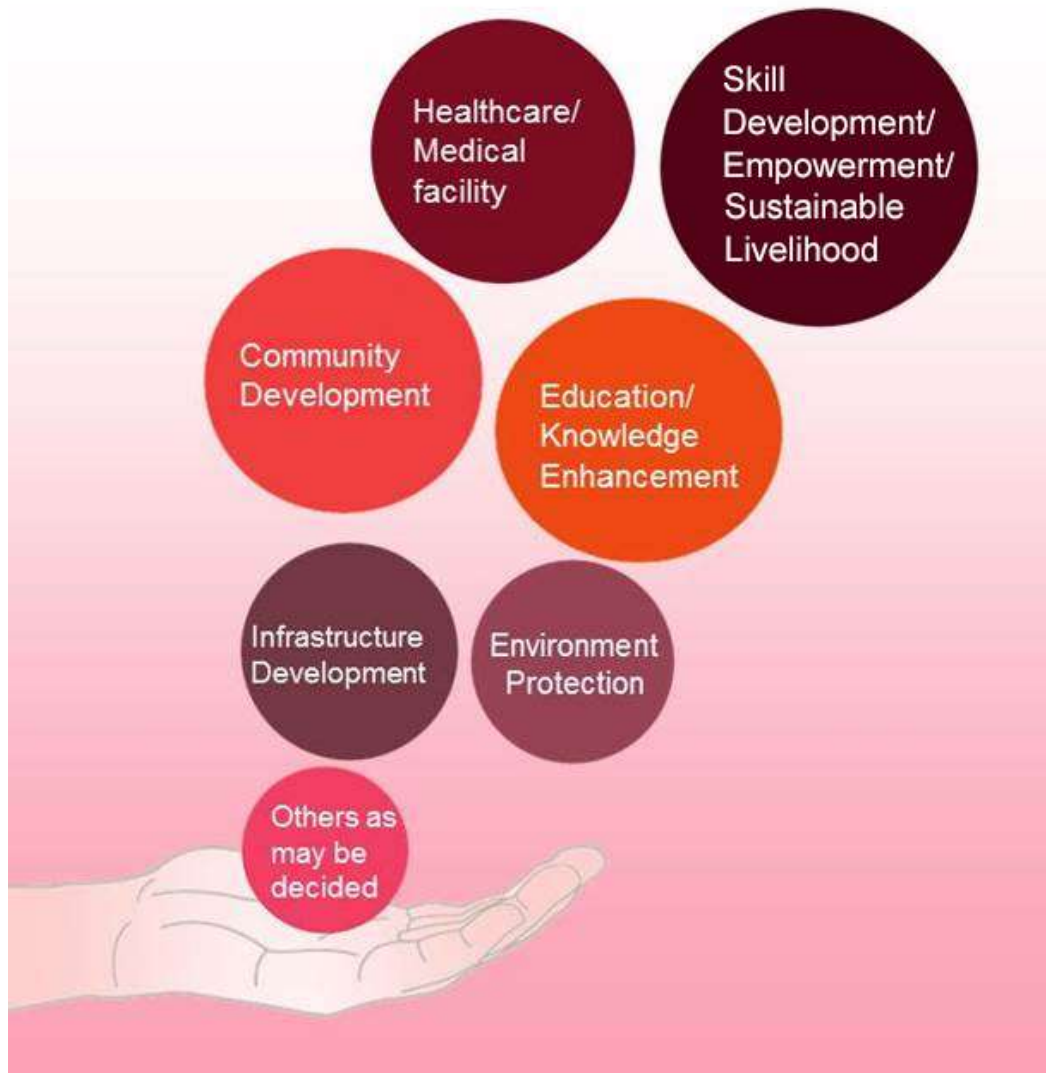 Healthcare/
Medical
facility
Skill
Development/
Empowerment/
Sustainable
Livelihood
Community
Development
Education/
Knowledge
Enhancement
Infrastructure
Development
Environment
Protection
Others as
may be
decided